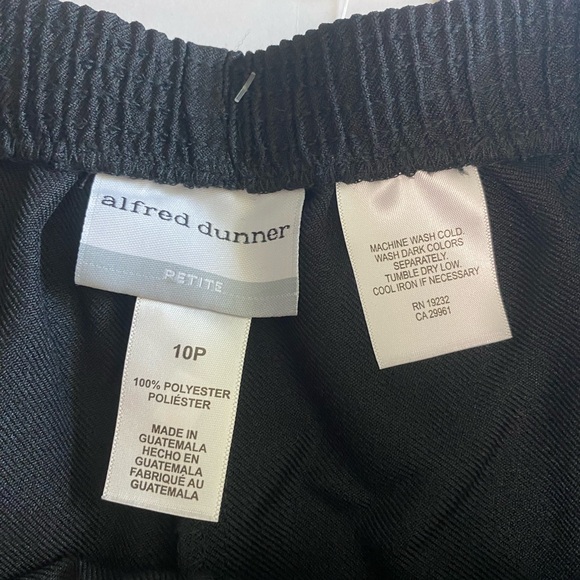 alfred dunner
PETITE
10P
100% POLYESTER
POLIÉSTER
MADE IN
GUATEMALA
HECHO EN
GUATEMALA
FABRIQUÉ AU
GUATEMALA
MACHINE WASH COLD.
WASH DARK COLORS
SEPARATELY.
TUMBLE DRY LOW.
COOL IRON IF NECESSARY
RN 19232
CA 29961